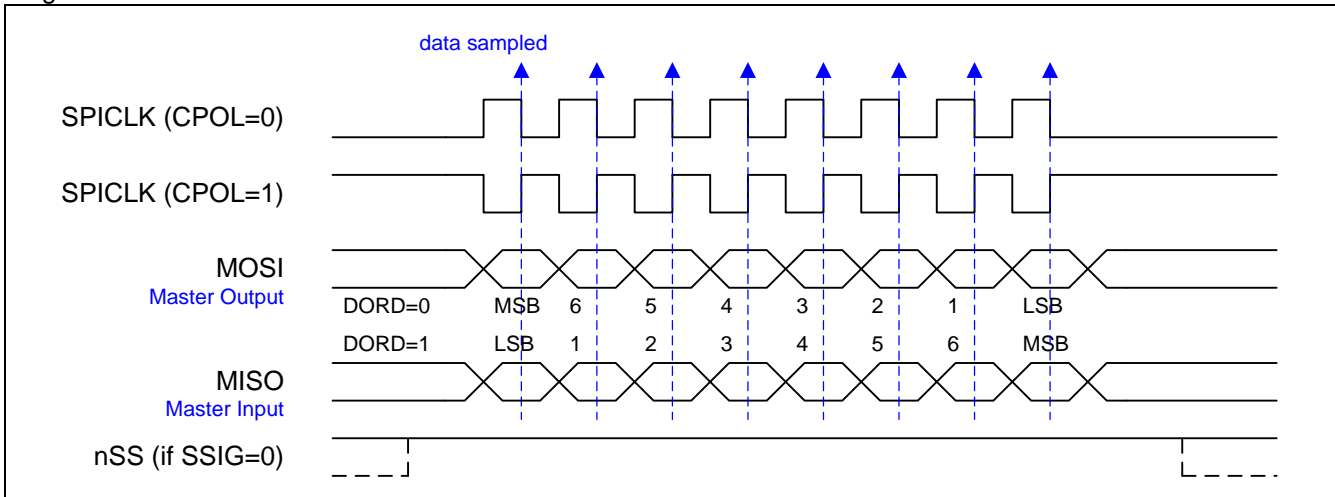 data sampled
SPICLK (CPOL=0)
SPICLK (CPOL=1)
MOSI
Master Output
DORD=0 MSB 6 5 4 3 2 1 LSB
DORD=1 LSB 1 2 3 4 5 6 MSB
MISO
Master Input
nSS (if SSIG=0)